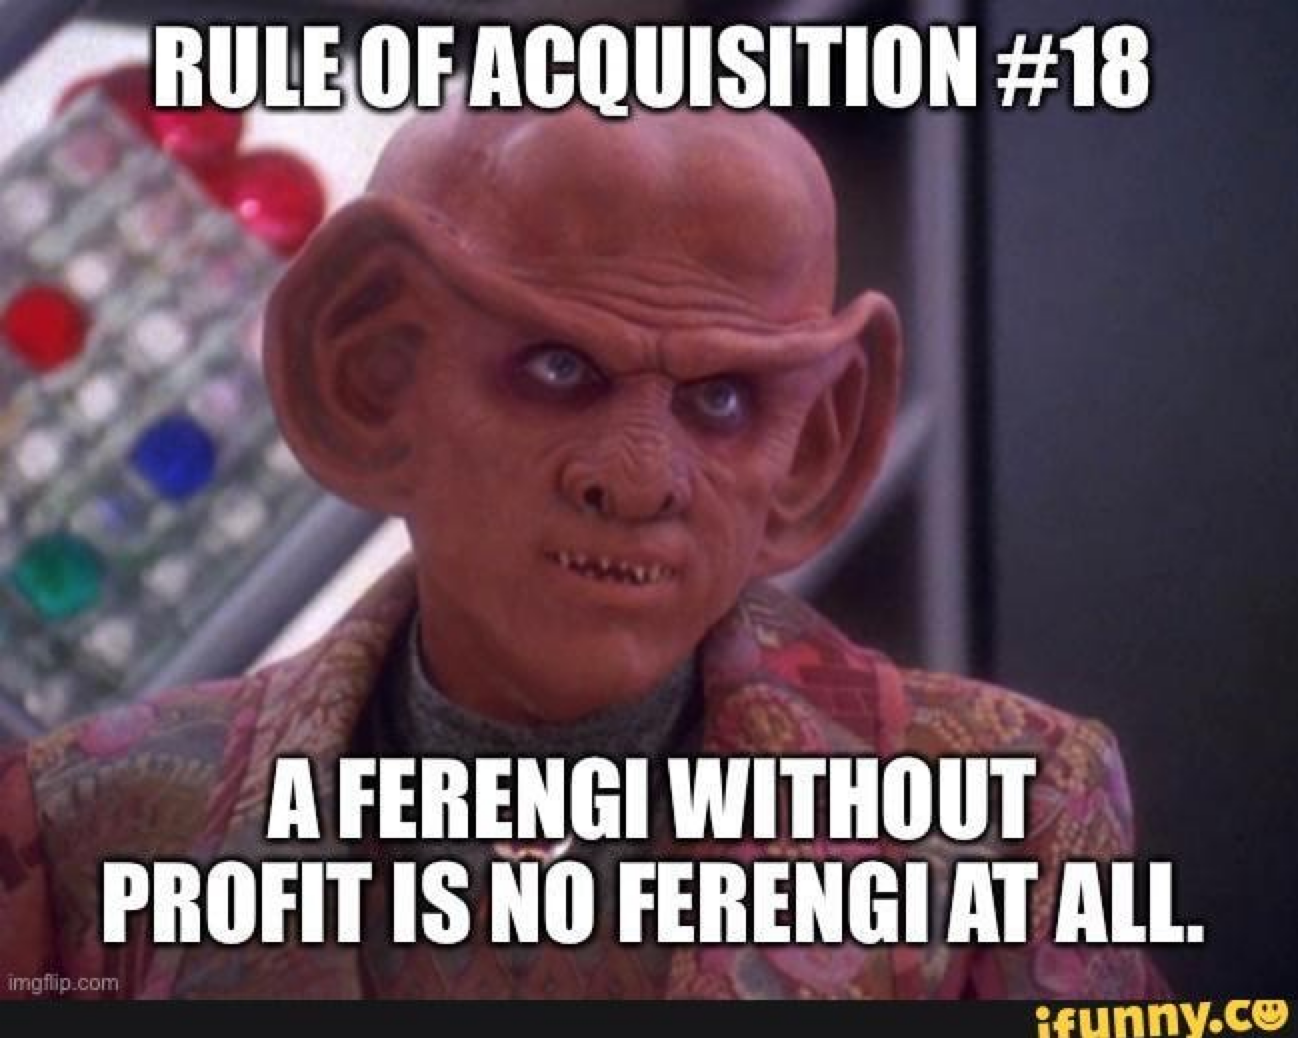 RULE OF ACQUISITION #18
A FERENGI WITHOUT
PROFIT IS NO FERENGI AT ALL.
imgflip.com
ifunny.co